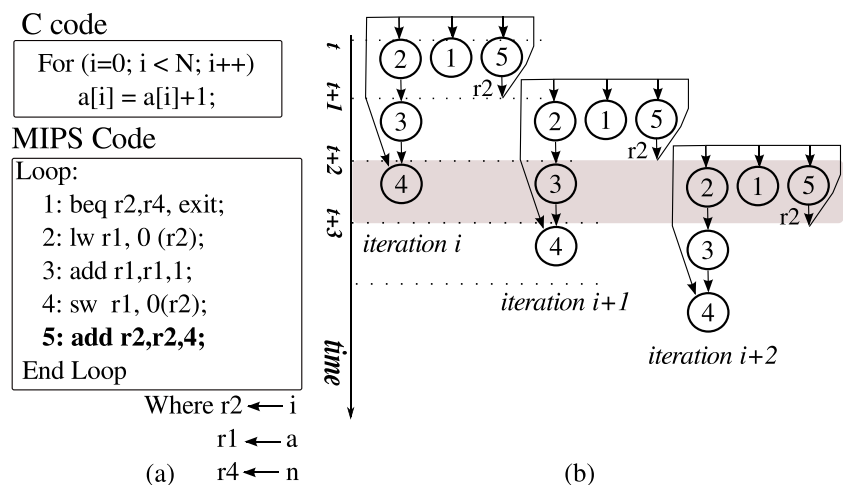 C code
For (i=0; i < N; i++)
a[i] = a[i]+1;
MIPS Code
Loop:
1: beq r2,r4, exit;
2: lw r1, 0 (r2);
3: add r1,r1,1;
4: sw r1, 0(r2);
5: add r2,r2,4;
End Loop
Where r2 ← i
r1 ← a
r4 ← n
(a)
i
i+1
i+2
i+3
time
2 1 5
r2
3
4
iteration i
2 1 5
r2
3
4
iteration i+1
2 1 5
r2
3
4
iteration i+2
(b)